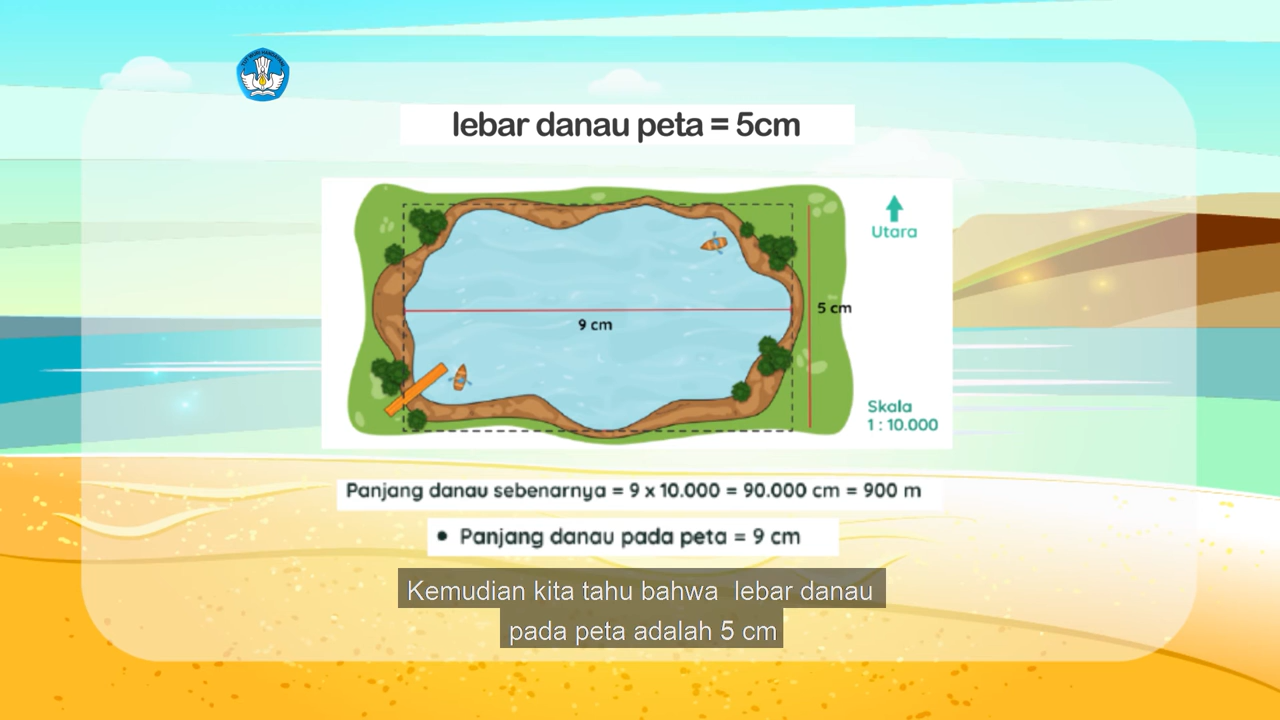 lebar danau peta = 5cm
Utara
5 cm
9 cm
Skala
1 : 10.000
Panjang danau sebenarnya = 9 x 10.000 = 90.000 cm = 900 m
• Panjang danau pada peta = 9 cm
Kemudian kita tahu bahwa lebar danau
pada peta adalah 5 cm